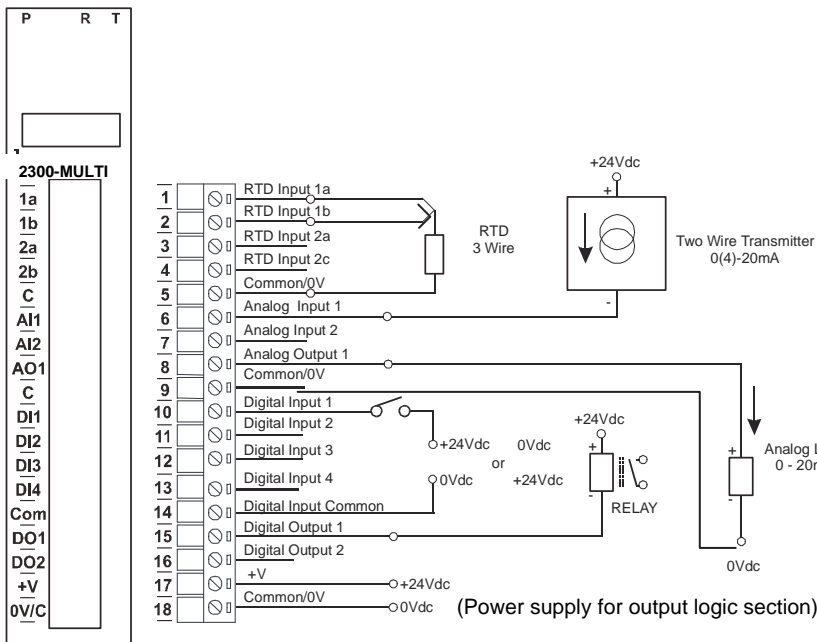 P R T
2300-MULTI
1a
1b
2a
2b
C
AI1
AI2
AO1
C
DI1
DI2
DI3
DI4
Com
DO1
DO2
+V
0V/C
1 RTD Input 1a
2 RTD Input 1b
3 RTD Input 2a
4 RTD Input 2c
5 Common/0V
6 Analog Input 1
7 Analog Input 2
8 Analog Output 1
9 Common/0V
10 Digital Input 1
11 Digital Input 2
12 Digital Input 3
13 Digital Input 4
14 Digital Input Common
15 Digital Output 1
16 Digital Output 2
17 +V +24Vdc
18 Common/0V 0Vdc
RTD
3 Wire
+24Vdc
+
-
Two Wire Transmitter
0(4)-20mA
+24Vdc 0Vdc
or
0Vdc +24Vdc
+24Vdc
+
-
RELAY
+
-
Analog
0 - 20
0Vdc
(Power supply for output logic section)